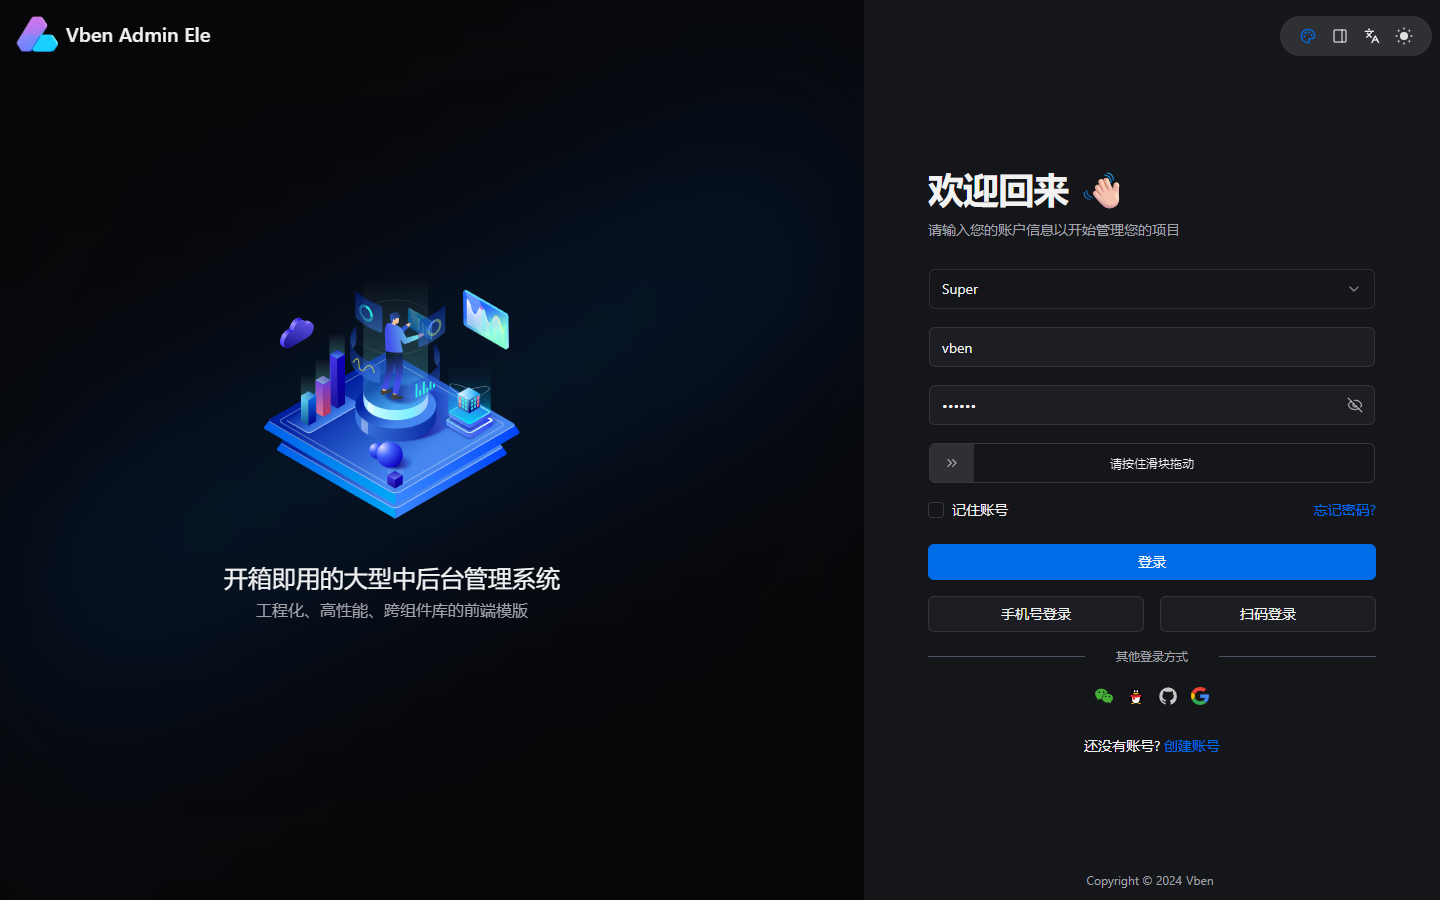 Vben Admin Ele
开箱即用的大型中后台管理系统
工程化、高性能、跨组件库的前端模版
欢迎回来 👋🏻
请输入您的账户信息以开始管理您的项目
Super
vben
••••••
请按住滑块拖动
记住账号
忘记密码?
登录
手机号登录
扫码登录
其他登录方式
还没有账号? 创建账号
Copyright © 2024 Vben